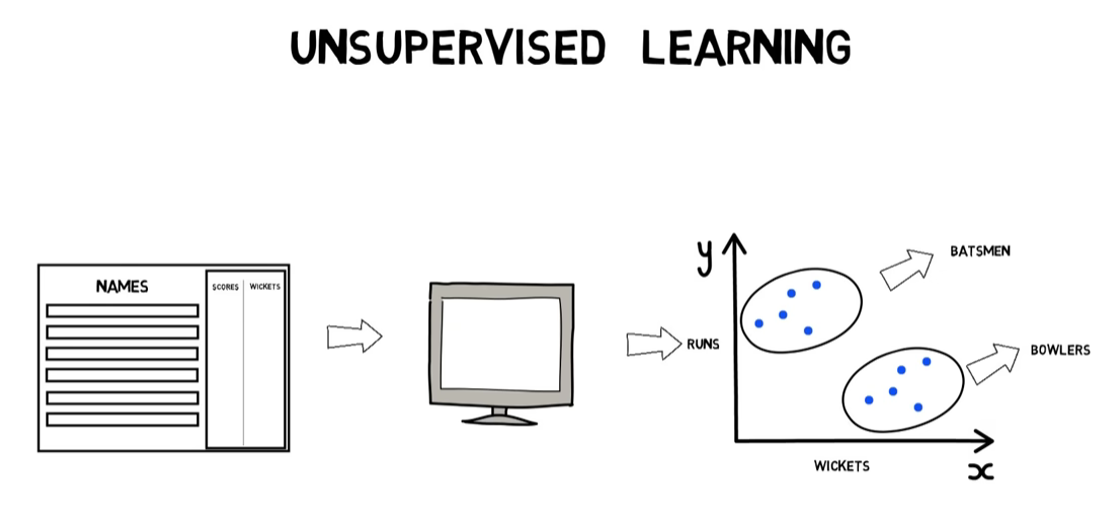 UNSUPERVISED LEARNING
NAMES
SCORES
WICKETS
y
RUNS
BATSMEN
BOWLERS
WICKETS
x